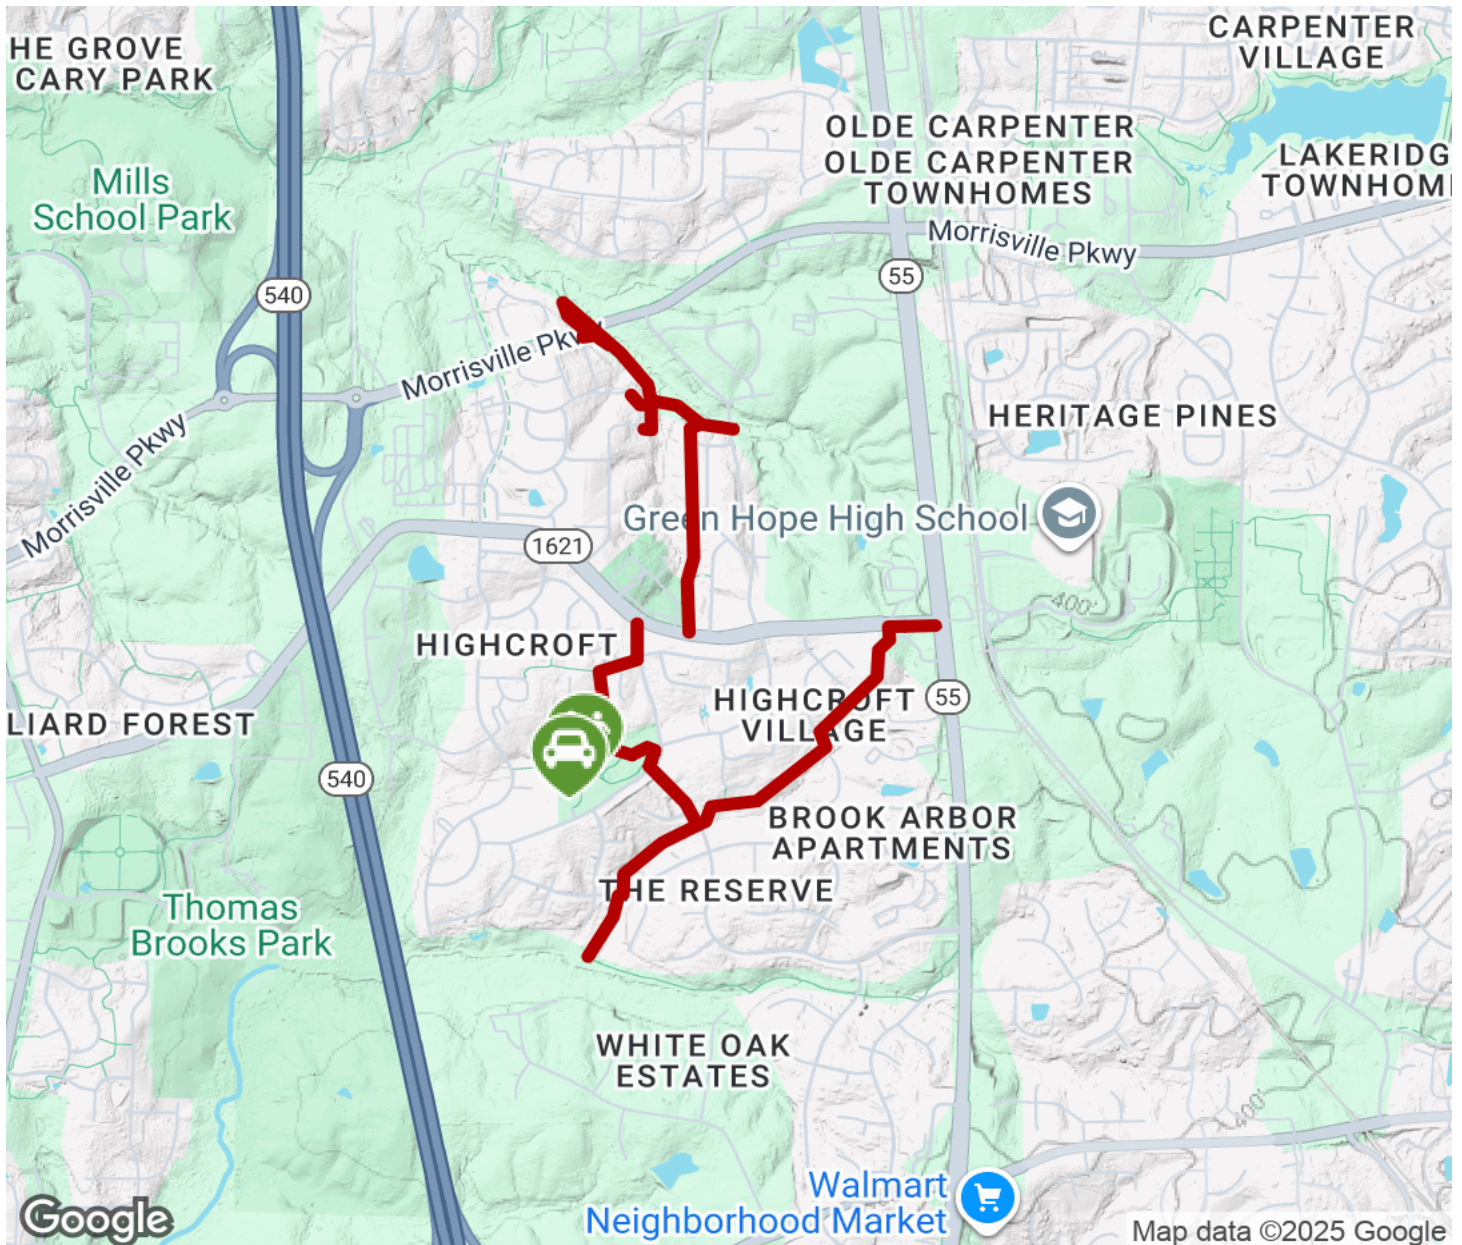 HE GROVE
CARY PARK
CARPENTER
VILLAGE
OLDE CARPENTER
OLDE CARPENTER
TOWNHOMES
LAKERIDG
TOWNHOM
Mills
School Park
Morrisville Pkwy
55
540
Morrisville
HERITAGE PINES
Morrisville Pkwy
Green Hope High School
1621
400'
HIGHCROFT
HIGHCROFT
VILLAGE
55
LIARD FOREST
540
BROOK ARBOR
APARTMENTS
THE RESERVE
Thomas
Brooks Park
WHITE OAK
ESTATES
400'
Walmart
Neighborhood Market
Google
Map data ©2025 Google